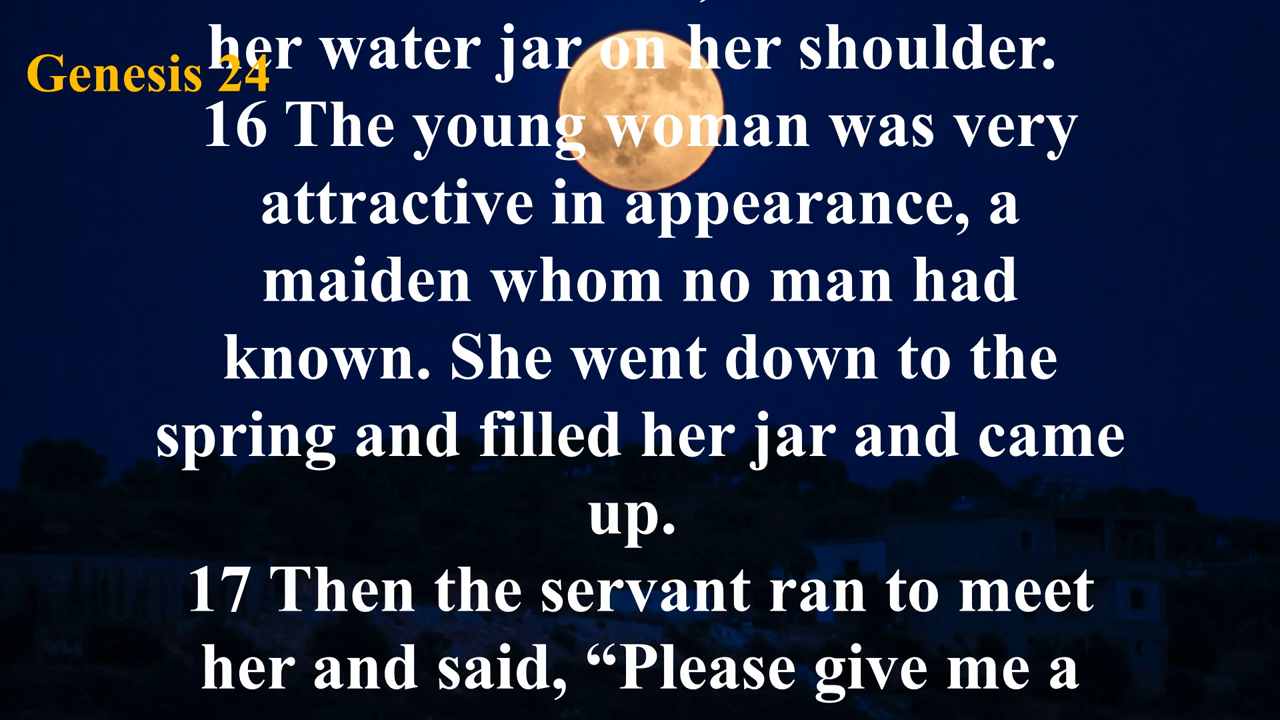 Genesis 24
her water jar on her shoulder.
16 The young woman was very
attractive in appearance, a
maiden whom no man had
known. She went down to the
spring and filled her jar and came
up.
17 Then the servant ran to meet
her and said, “Please give me a